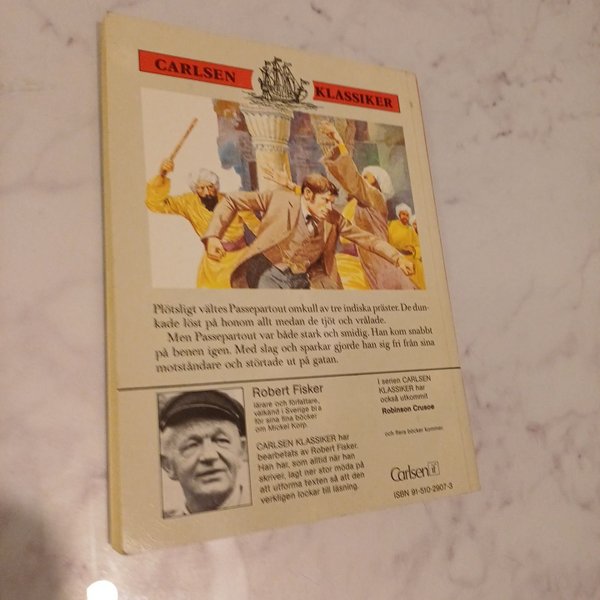 CARLSEN KLASSIKER
Plötsligt vältes Passepartout omkull av tre indiska präster. De dun-
kade löst på honom allt medan de tjöt och vrålade.
Men Passepartout var både stark och smidig. Han kom snabbt
på benen igen. Med slag och sparkar gjorde han sig fri från sina
motståndare och störtade ut på gatan.
Robert Fisker
lärare och författare,
välkänd i Sverige bl a
för sina fina böcker
om Mickel Korp.
CARLSEN KLASSIKER har
bearbetats av Robert Fisker.
Han har, som alltid när han
skriver, lagt ner stor möda på
att utforma texten så att den
verkligen lockar till läsning.
I serien CARLSEN
KLASSIKER har
också utkommit
Robinson Crusoe
och flera böcker kommer.
Carlsen if
ISBN 91-510-2907-3